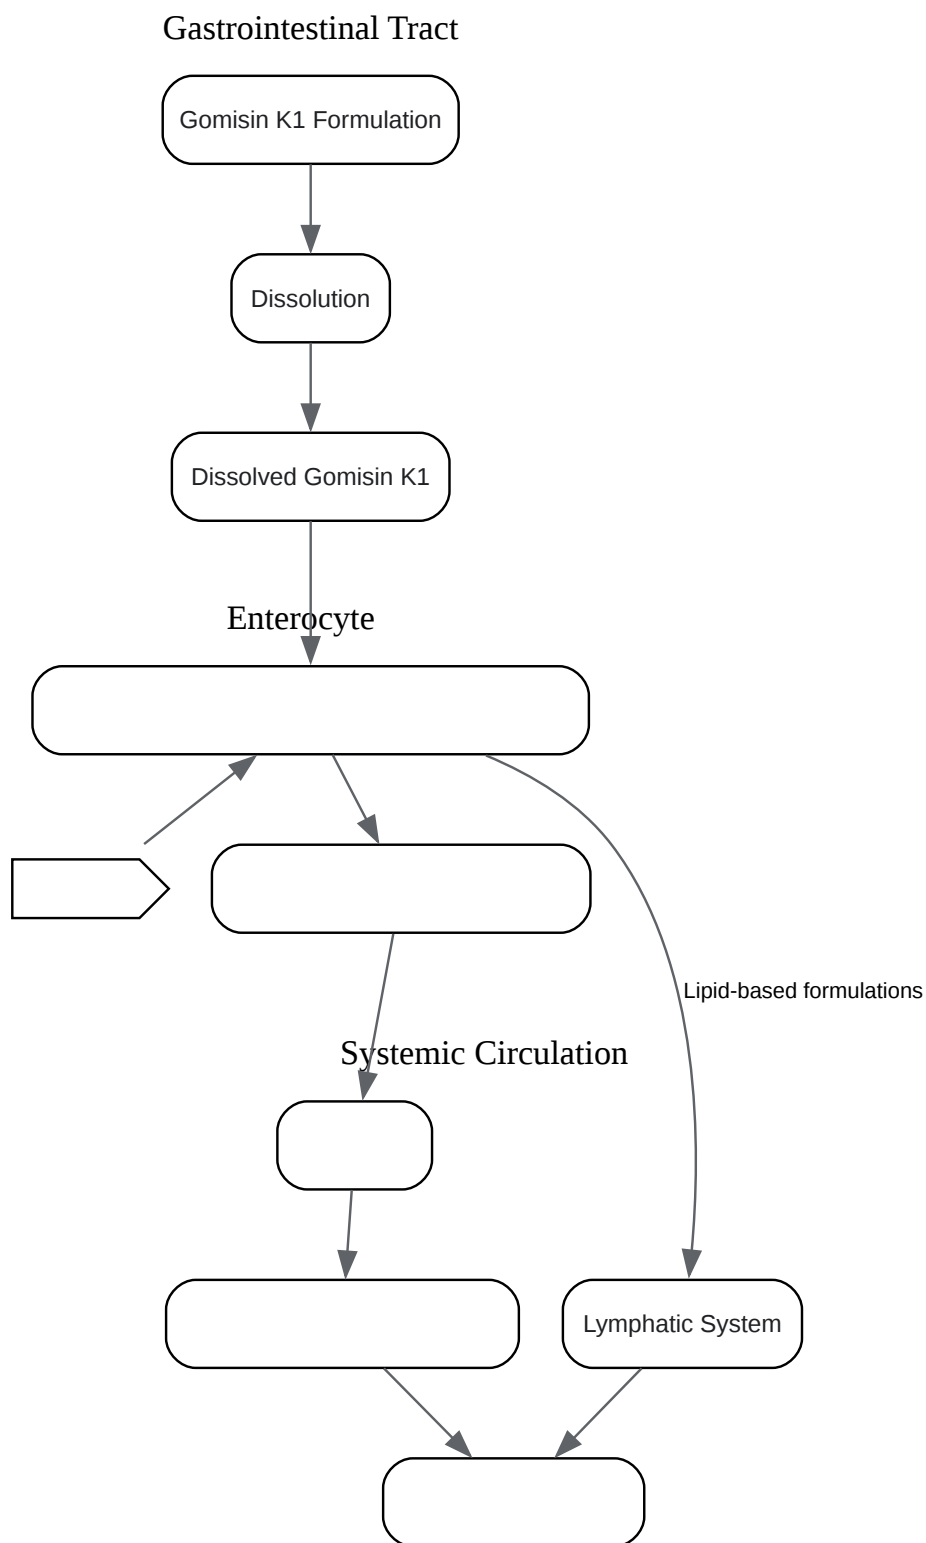 Gastrointestinal Tract
Gomisin K1 Formulation
Dissolution
Dissolved Gomisin K1
Enterocyte
Lipid-based formulations
Systemic Circulation
Lymphatic System